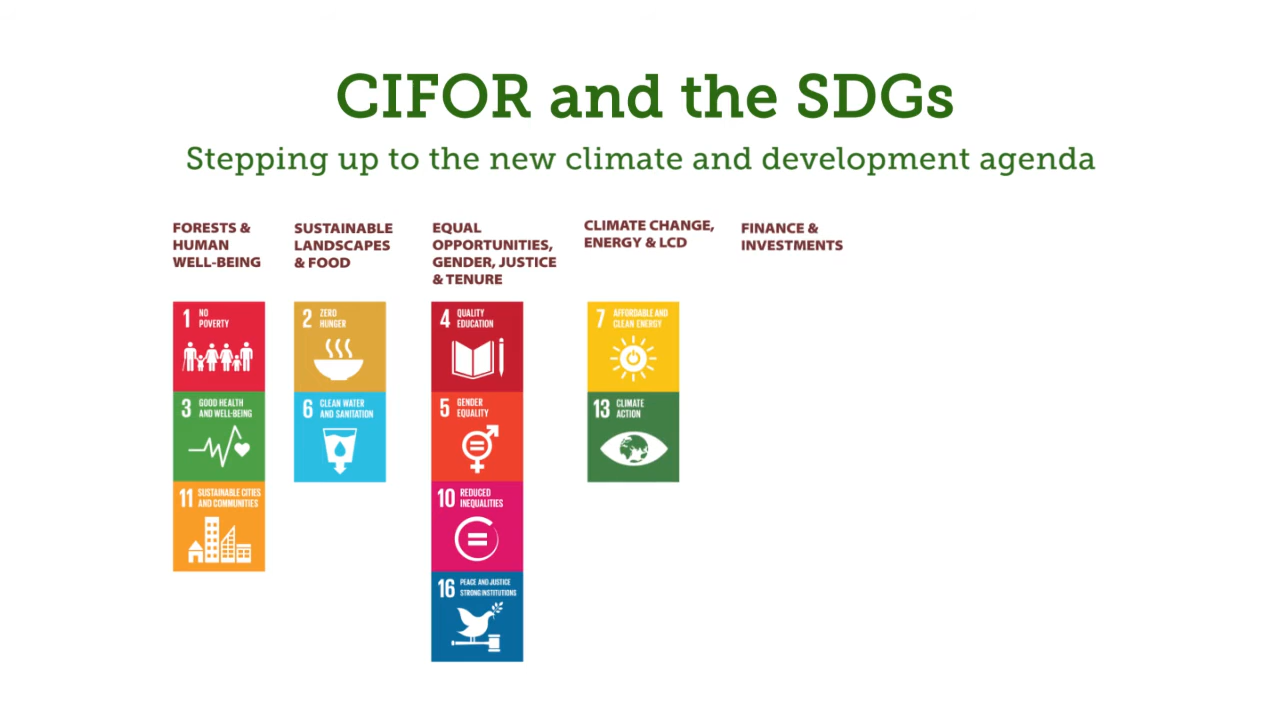 CIFOR and the SDGs
Stepping up to the new climate and development agenda
FORESTS &
HUMAN
WELL-BEING
SUSTAINABLE
LANDSCAPES
& FOOD
EQUAL
OPPORTUNITIES,
GENDER, JUSTICE
& TENURE
CLIMATE CHANGE,
ENERGY & LCD
FINANCE &
INVESTMENTS
1 NO
POVERTY
3 GOOD HEALTH
AND WELL-BEING
11 SUSTAINABLE CITIES
AND COMMUNITIES
2 ZERO
HUNGER
6 CLEAN WATER
AND SANITATION
4 QUALITY
EDUCATION
5 GENDER
EQUALITY
10 REDUCED
INEQUALITIES
16 PEACE AND JUSTICE
STRONG INSTITUTIONS
7 AFFORDABLE AND
CLEAN ENERGY
13 CLIMATE
ACTION